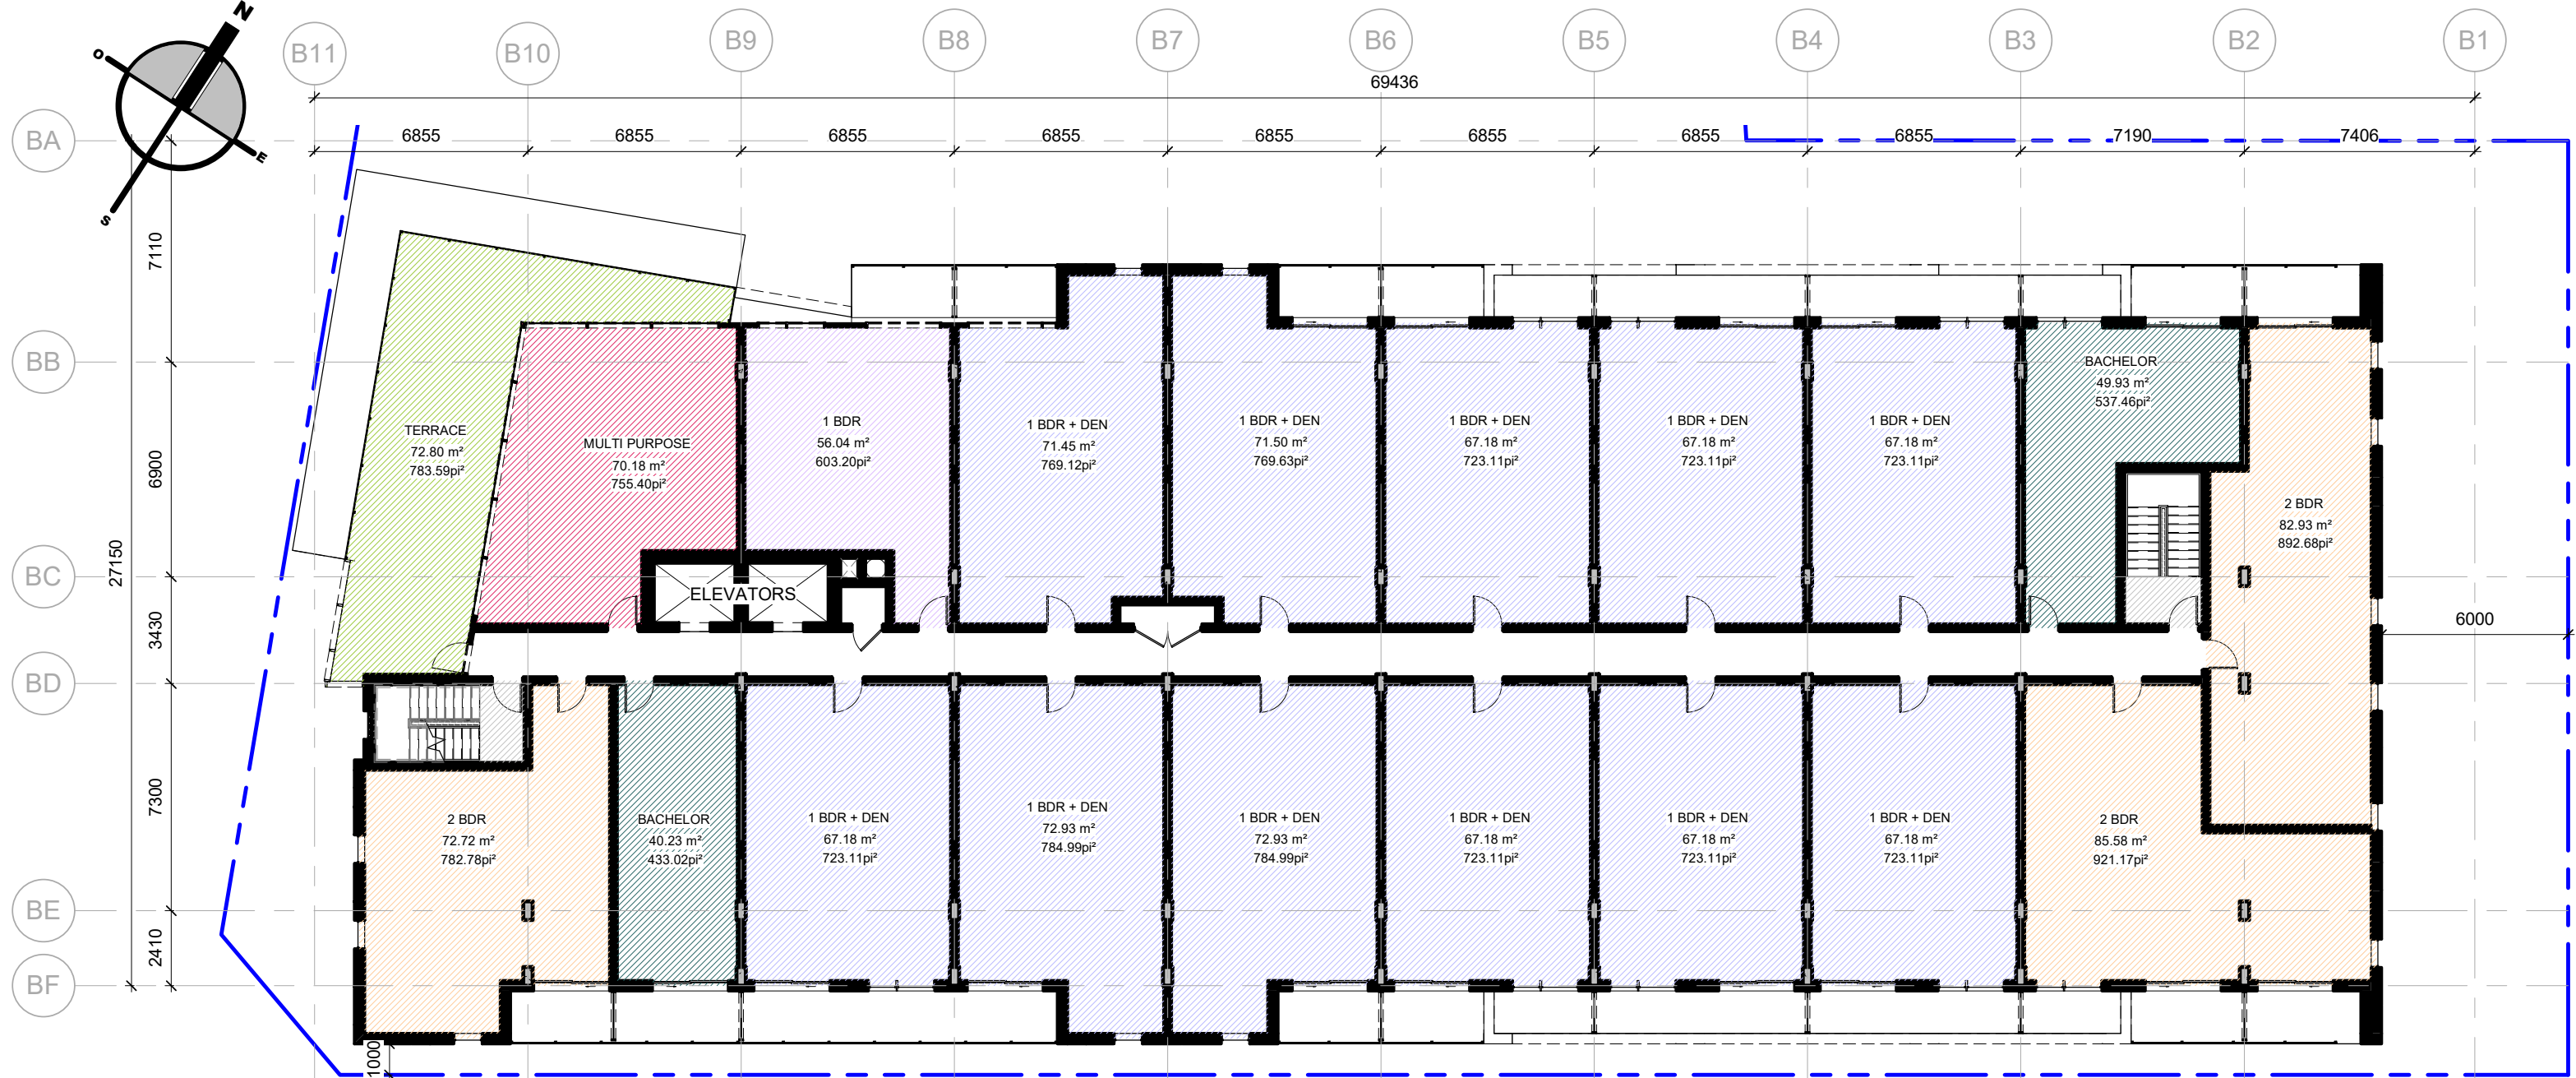 N
O
E
S
B11
B10
B9
B8
B7
B6
B5
B4
B3
B2
B1
69436
BA
6855
6855
6855
6855
6855
6855
6855
6855
7190
7406
7110
BB
6900
27150
BC
3430
BD
7300
BE
2410
BF
1000
6000
TERRACE
72.80 m²
783.59pi²
MULTI PURPOSE
70.18 m²
755.40pi²
1 BDR
56.04 m²
603.20pi²
1 BDR + DEN
71.45 m²
769.12pi²
1 BDR + DEN
71.50 m²
769.63pi²
1 BDR + DEN
67.18 m²
723.11pi²
1 BDR + DEN
67.18 m²
723.11pi²
1 BDR + DEN
67.18 m²
723.11pi²
BACHELOR
49.93 m²
537.46pi²
2 BDR
82.93 m²
892.68pi²
ELEVATORS
2 BDR
72.72 m²
782.78pi²
BACHELOR
40.23 m²
433.02pi²
1 BDR + DEN
67.18 m²
723.11pi²
1 BDR + DEN
72.93 m²
784.99pi²
1 BDR + DEN
72.93 m²
784.99pi²
1 BDR + DEN
67.18 m²
723.11pi²
1 BDR + DEN
67.18 m²
723.11pi²
1 BDR + DEN
67.18 m²
723.11pi²
2 BDR
85.58 m²
921.17pi²